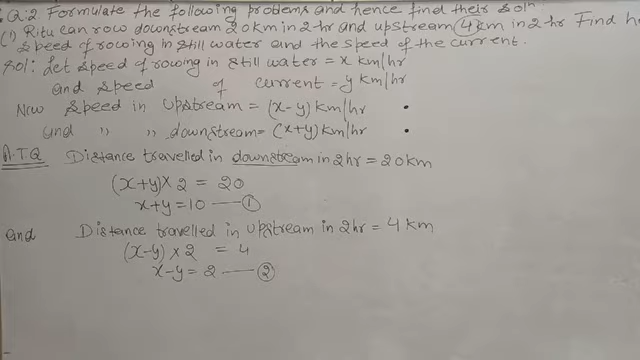 Q:2 Formulate the following problems and hence find their soln
(1) Ritu can row downstream 20 km in 2 hr and upstream 4 km in 2 hr Find h
speed of rowing in still water and the speed of the current.
Sol: Let speed of rowing in still water = x km/hr
and speed of current = y km/hr
Now speed in upstream = (x-y) km/hr
and " " downstream = (x+y) km/hr
A.T.Q Distance travelled in downstream in 2 hr = 20 km
(x+y) × 2 = 20
x+y = 10 — ①
and Distance travelled in upstream in 2 hr = 4 km
(x-y) × 2 = 4
x-y = 2 — ②